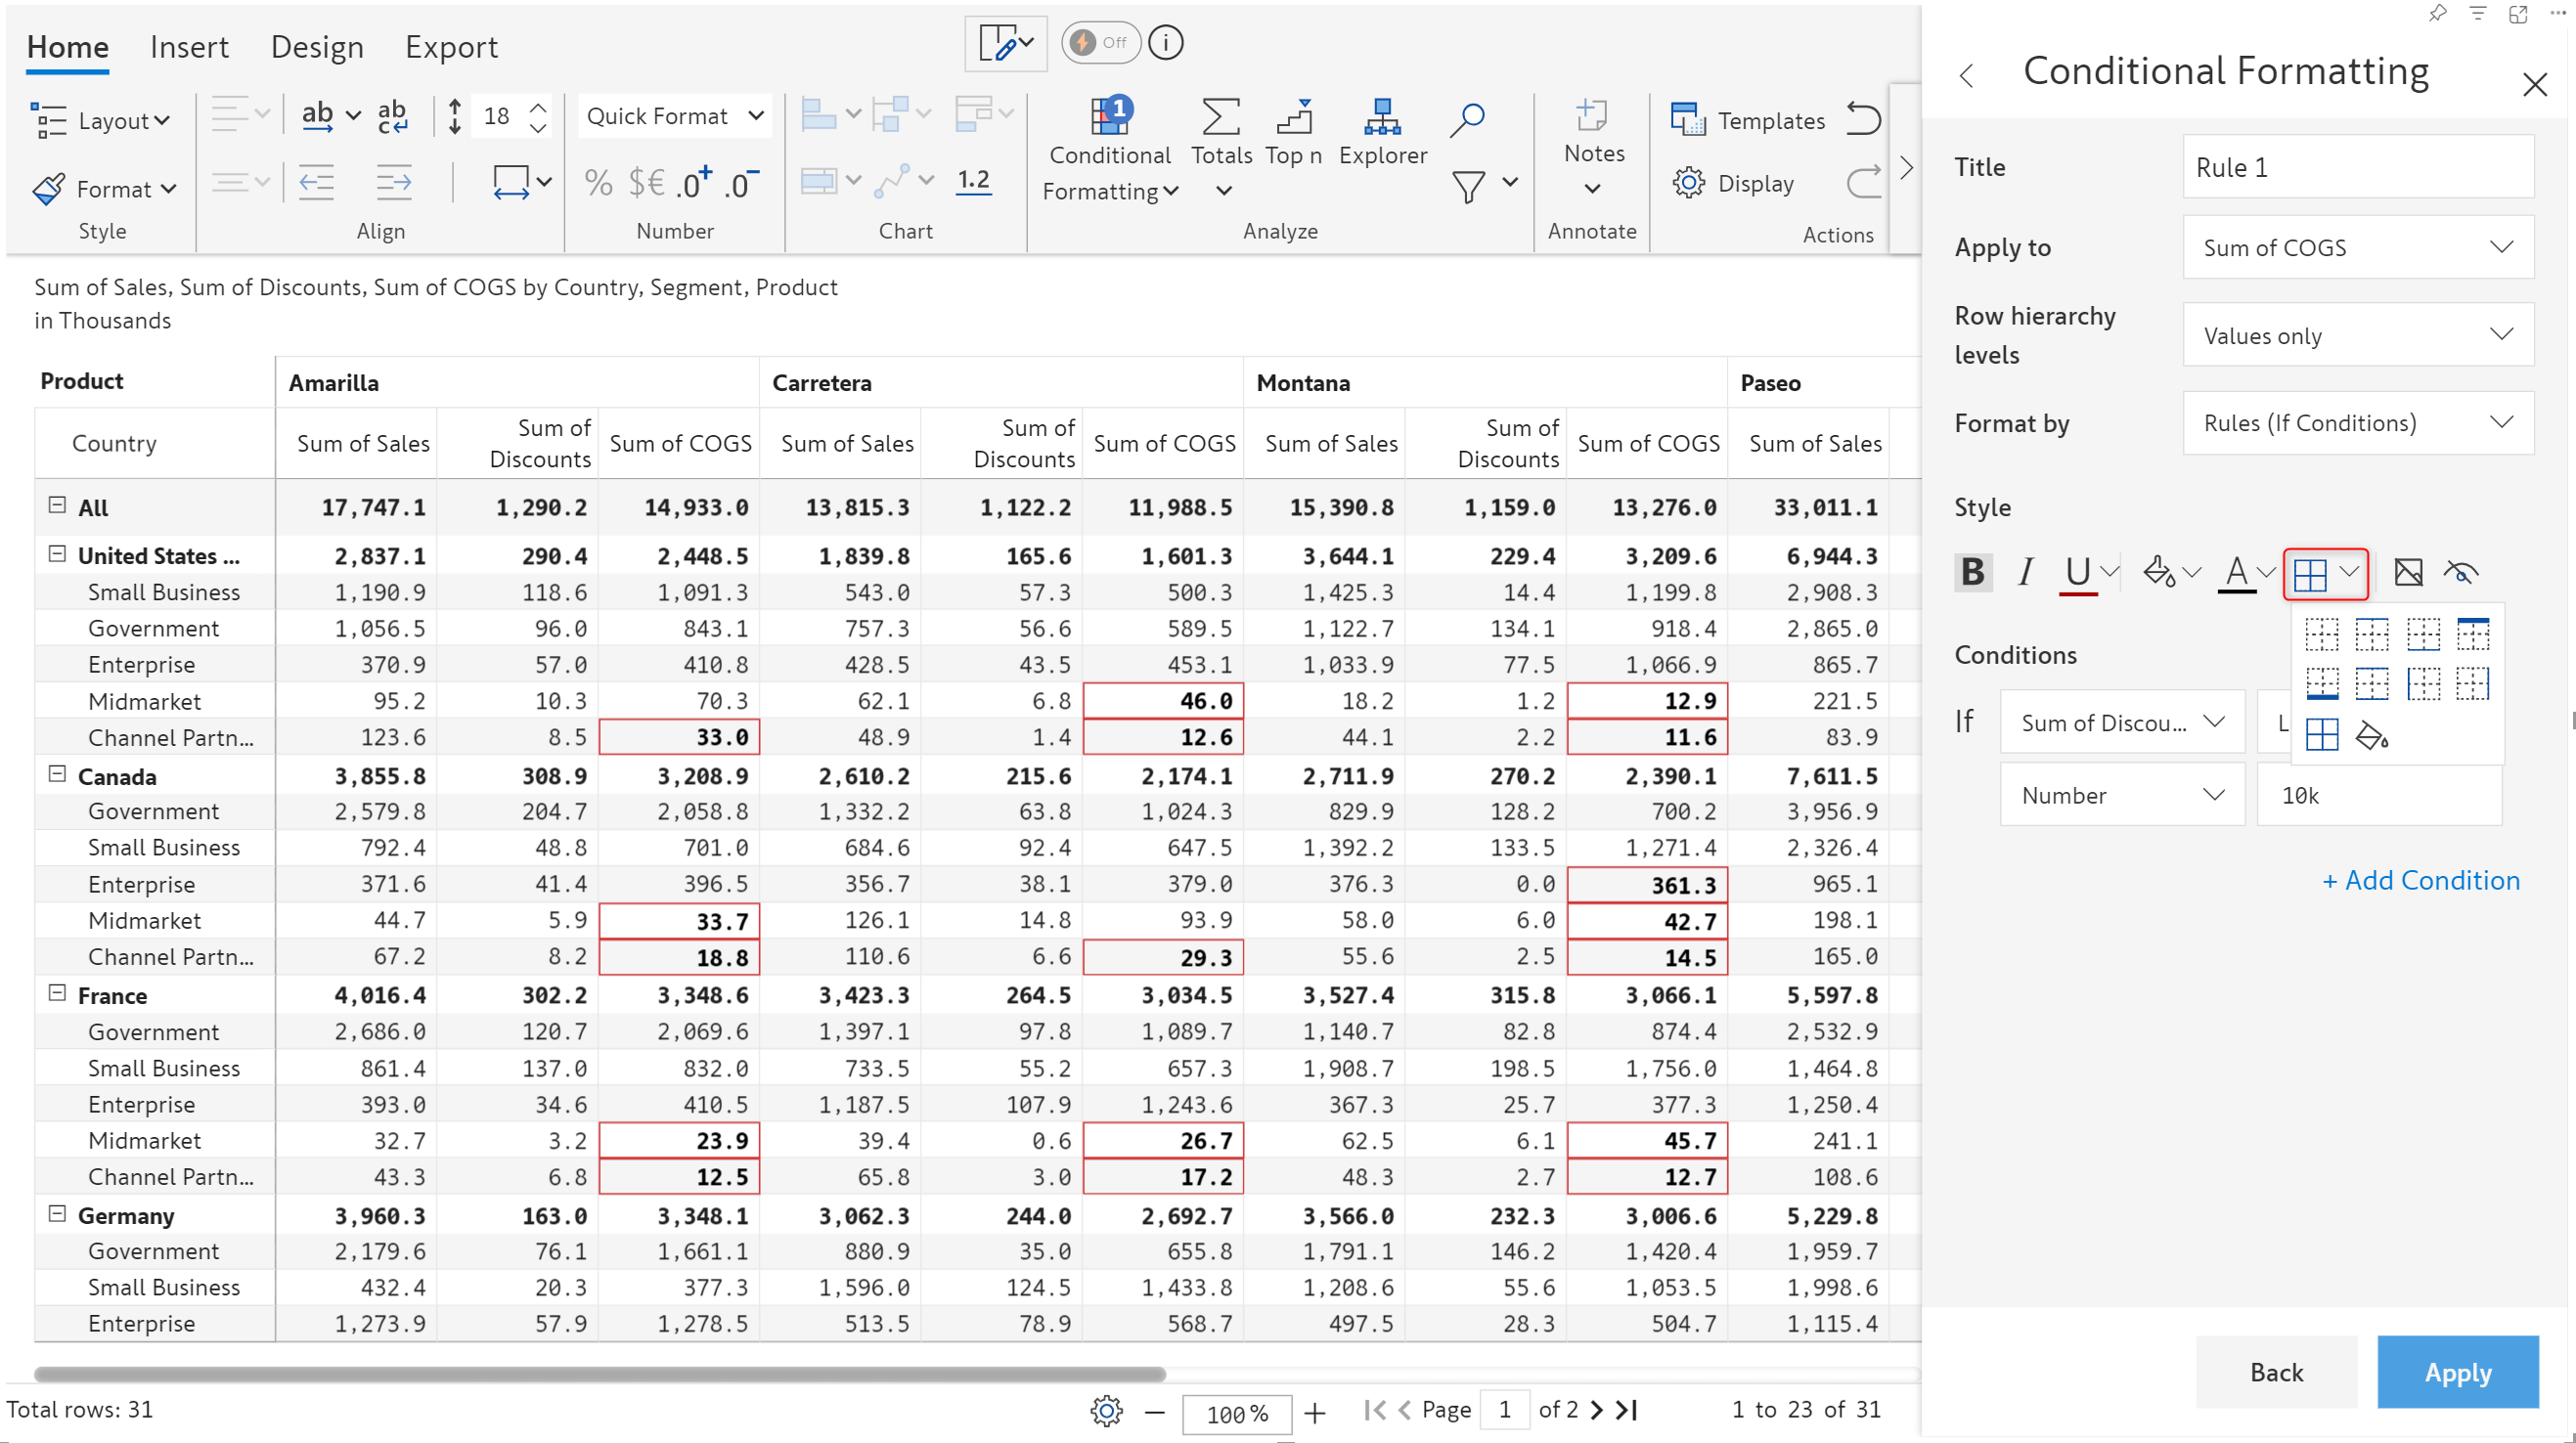 Home Insert Design Export Off i
Layout ab ab c 18 Quick Format 1 Conditional Formatting Totals Top n Explorer Notes Templates
Format % $€ .0+ .0- 1.2 Display
Style Align Number Chart Analyze Annotate Actions
Sum of Sales, Sum of Discounts, Sum of COGS by Country, Segment, Product
in Thousands
Product Amarilla Carretera Montana Paseo
Country Sum of Sales Sum of Discounts Sum of COGS Sum of Sales Sum of Discounts Sum of COGS Sum of Sales Sum of Discounts Sum of COGS Sum of Sales
All 17,747.1 1,290.2 14,933.0 13,815.3 1,122.2 11,988.5 15,390.8 1,159.0 13,276.0 33,011.1
United States ... 2,837.1 290.4 2,448.5 1,839.8 165.6 1,601.3 3,644.1 229.4 3,209.6 6,944.3
Small Business 1,190.9 118.6 1,091.3 543.0 57.3 500.3 1,425.3 14.4 1,199.8 2,908.3
Government 1,056.5 96.0 843.1 757.3 56.6 589.5 1,122.7 134.1 918.4 2,865.0
Enterprise 370.9 57.0 410.8 428.5 43.5 453.1 1,033.9 77.5 1,066.9 865.7
Midmarket 95.2 10.3 70.3 62.1 6.8 46.0 18.2 1.2 12.9 221.5
Channel Partn... 123.6 8.5 33.0 48.9 1.4 12.6 44.1 2.2 11.6 83.9
Canada 3,855.8 308.9 3,208.9 2,610.2 215.6 2,174.1 2,711.9 270.2 2,390.1 7,611.5
Government 2,579.8 204.7 2,058.8 1,332.2 63.8 1,024.3 829.9 128.2 700.2 3,956.9
Small Business 792.4 48.8 701.0 684.6 92.4 647.5 1,392.2 133.5 1,271.4 2,326.4
Enterprise 371.6 41.4 396.5 356.7 38.1 379.0 376.3 0.0 361.3 965.1
Midmarket 44.7 5.9 33.7 126.1 14.8 93.9 58.0 6.0 42.7 198.1
Channel Partn... 67.2 8.2 18.8 110.6 6.6 29.3 55.6 2.5 14.5 165.0
France 4,016.4 302.2 3,348.6 3,423.3 264.5 3,034.5 3,527.4 315.8 3,066.1 5,597.8
Government 2,686.0 120.7 2,069.6 1,397.1 97.8 1,089.7 1,140.7 82.8 874.4 2,532.9
Small Business 861.4 137.0 832.0 733.5 55.2 657.3 1,908.7 198.5 1,756.0 1,464.8
Enterprise 393.0 34.6 410.5 1,187.5 107.9 1,243.6 367.3 25.7 377.3 1,250.4
Midmarket 32.7 3.2 23.9 39.4 0.6 26.7 62.5 6.1 45.7 241.1
Channel Partn... 43.3 6.8 12.5 65.8 3.0 17.2 48.3 2.7 12.7 108.6
Germany 3,960.3 163.0 3,348.1 3,062.3 244.0 2,692.7 3,566.0 232.3 3,006.6 5,229.8
Government 2,179.6 76.1 1,661.1 880.9 35.0 655.8 1,791.1 146.2 1,420.4 1,959.7
Small Business 432.4 20.3 377.3 1,596.0 124.5 1,433.8 1,208.6 55.6 1,053.5 1,998.6
Enterprise 1,273.9 57.9 1,278.5 513.5 78.9 568.7 497.5 28.3 504.7 1,115.4
Total rows: 31 100% Page 1 of 2 1 to 23 of 31
Conditional Formatting
Title Rule 1
Apply to Sum of COGS
Row hierarchy levels Values only
Format by Rules (If Conditions)
Style
B I U A
Conditions
If Sum of Discou... L
Number 10k
+ Add Condition
Back Apply